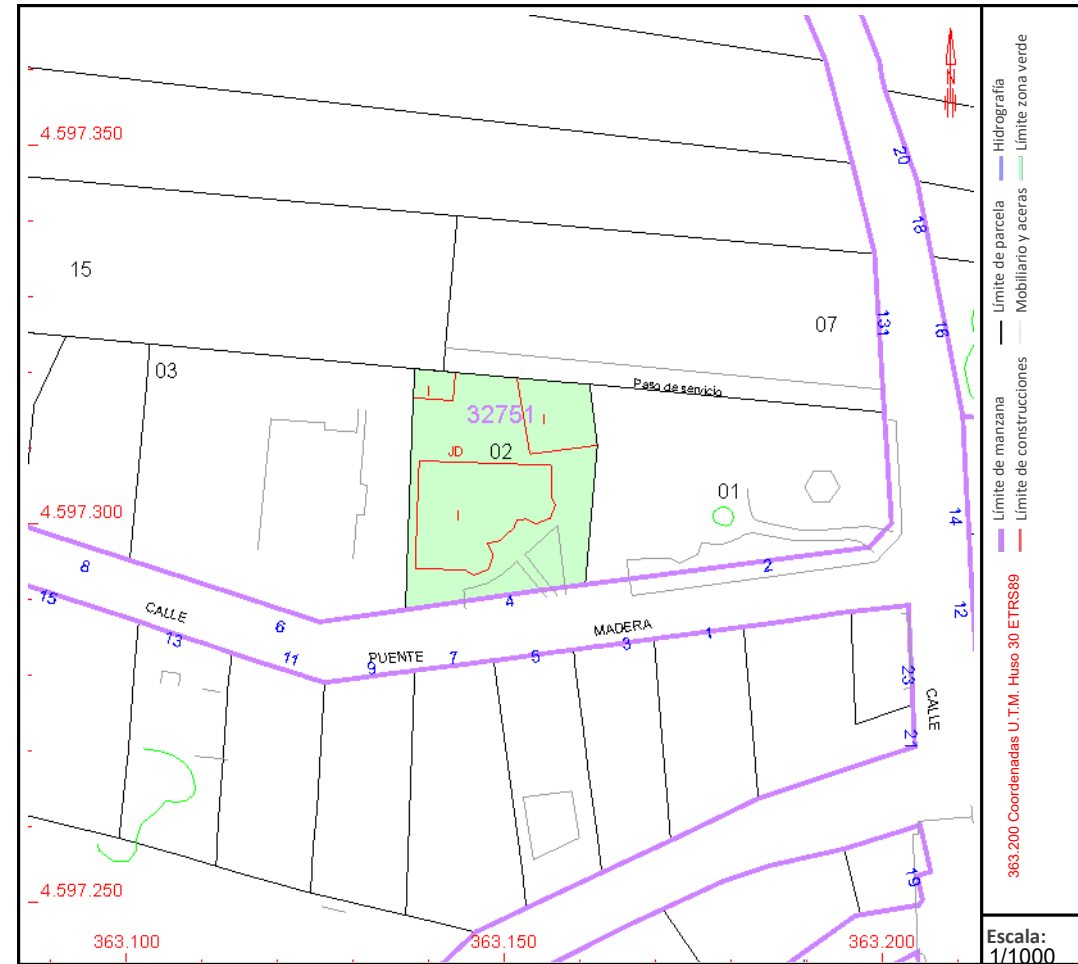 N
4.597.350
20
18
15
07
131
16
03
Paso de servicio
I
32751
I
JD
02
01
I
4.597.300
14
8
2
15
4
12
CALLE
6
MADERA
13
11
PUENTE
9
7
5
3
1
23
CALLE
21
4.597.250
19
363.100
363.150
363.200
363.200 Coordenadas U.T.M. Huso 30 ETRS89
Límite de manzana
Límite de parcela
Hidrografía
Límite de construcciones
Mobiliario y aceras
Límite zona verde
Escala:
1/1000